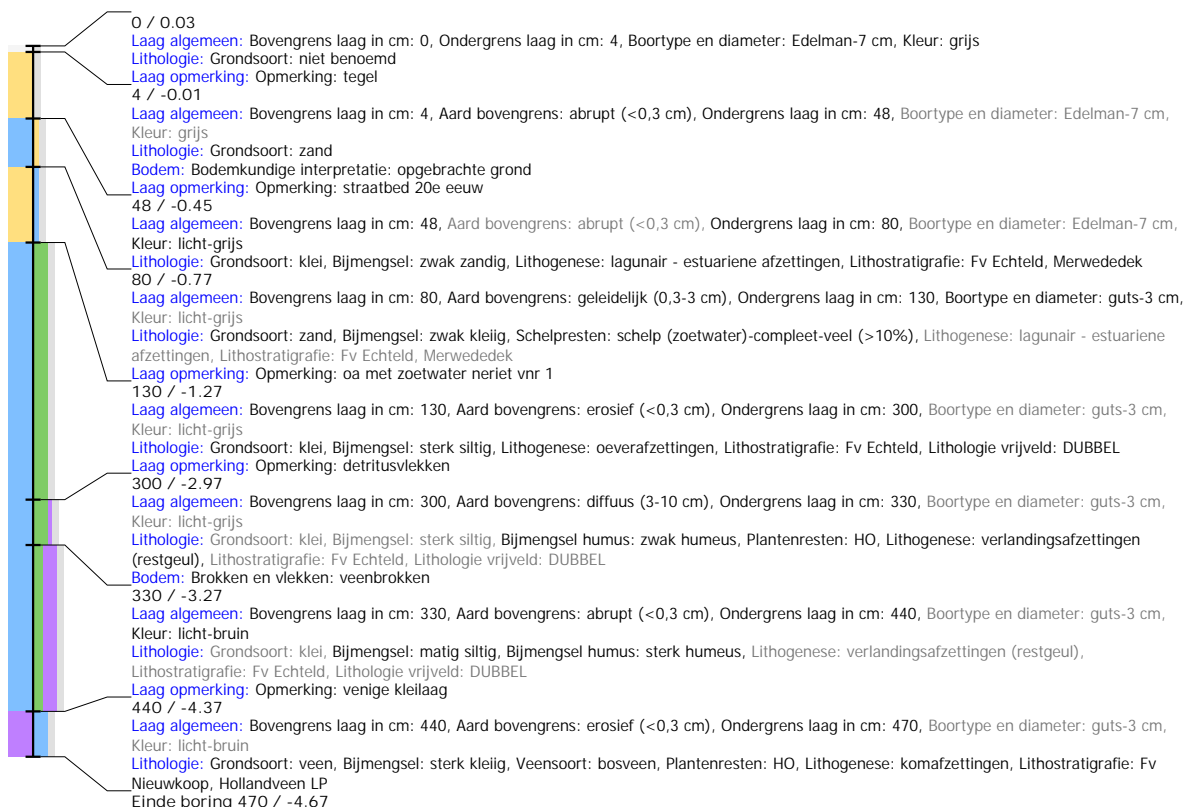 0 / 0.03
Laag algemeen: Bovengrens laag in cm: 0, Ondergrens laag in cm: 4, Boortype en diameter: Edelman-7 cm, Kleur: grijs
Lithologie: Grondsoort: niet benoemd
Laag opmerking: Opmerking: tegel
4 / -0.01
Laag algemeen: Bovengrens laag in cm: 4, Aard bovengrens: abrupt (<0,3 cm), Ondergrens laag in cm: 48, Boortype en diameter: Edelman-7 cm,
Kleur: grijs
Lithologie: Grondsoort: zand
Bodem: Bodemkundige interpretatie: opgebrachte grond
Laag opmerking: Opmerking: straatbed 20e eeuw
48 / -0.45
Laag algemeen: Bovengrens laag in cm: 48, Aard bovengrens: abrupt (<0,3 cm), Ondergrens laag in cm: 80, Boortype en diameter: Edelman-7 cm,
Kleur: licht-grijs
Lithologie: Grondsoort: klei, Bijmengsel: zwak zandig, Lithogenese: lagunair - estuariene afzettingen, Lithostratigrafie: Fv Echteld, Merwededek
80 / -0.77
Laag algemeen: Bovengrens laag in cm: 80, Aard bovengrens: geleidelijk (0,3-3 cm), Ondergrens laag in cm: 130, Boortype en diameter: guts-3 cm,
Kleur: licht-grijs
Lithologie: Grondsoort: zand, Bijmengsel: zwak kleiig, Schelpresten: schelp (zoetwater)-compleet-veel (>10%), Lithogenese: lagunair - estuariene
afzettingen, Lithostratigrafie: Fv Echteld, Merwededek
Laag opmerking: Opmerking: oa met zoetwater neriet vnr 1
130 / -1.27
Laag algemeen: Bovengrens laag in cm: 130, Aard bovengrens: erosief (<0,3 cm), Ondergrens laag in cm: 300, Boortype en diameter: guts-3 cm,
Kleur: licht-grijs
Lithologie: Grondsoort: klei, Bijmengsel: sterk siltig, Lithogenese: oeverafzettingen, Lithostratigrafie: Fv Echteld, Lithologie vrijveld: DUBBEL
Laag opmerking: Opmerking: detritusvlekken
300 / -2.97
Laag algemeen: Bovengrens laag in cm: 300, Aard bovengrens: diffuus (3-10 cm), Ondergrens laag in cm: 330, Boortype en diameter: guts-3 cm,
Kleur: licht-grijs
Lithologie: Grondsoort: klei, Bijmengsel: sterk siltig, Bijmengsel humus: zwak humeus, Plantenresten: HO, Lithogenese: verlandingsafzettingen
(restgeul), Lithostratigrafie: Fv Echteld, Lithologie vrijveld: DUBBEL
Bodem: Brokken en vlekken: veenbrokken
330 / -3.27
Laag algemeen: Bovengrens laag in cm: 330, Aard bovengrens: abrupt (<0,3 cm), Ondergrens laag in cm: 440, Boortype en diameter: guts-3 cm,
Kleur: licht-bruin
Lithologie: Grondsoort: klei, Bijmengsel: matig siltig, Bijmengsel humus: sterk humeus, Lithogenese: verlandingsafzettingen (restgeul),
Lithostratigrafie: Fv Echteld, Lithologie vrijveld: DUBBEL
Laag opmerking: Opmerking: venige kleilaag
440 / -4.37
Laag algemeen: Bovengrens laag in cm: 440, Aard bovengrens: erosief (<0,3 cm), Ondergrens laag in cm: 470, Boortype en diameter: guts-3 cm,
Kleur: licht-bruin
Lithologie: Grondsoort: veen, Bijmengsel: sterk kleiig, Veensoort: bosveen, Plantenresten: HO, Lithogenese: komafzettingen, Lithostratigrafie: Fv
Nieuwkoop, Hollandveen LP
Einde boring 470 / -4.67